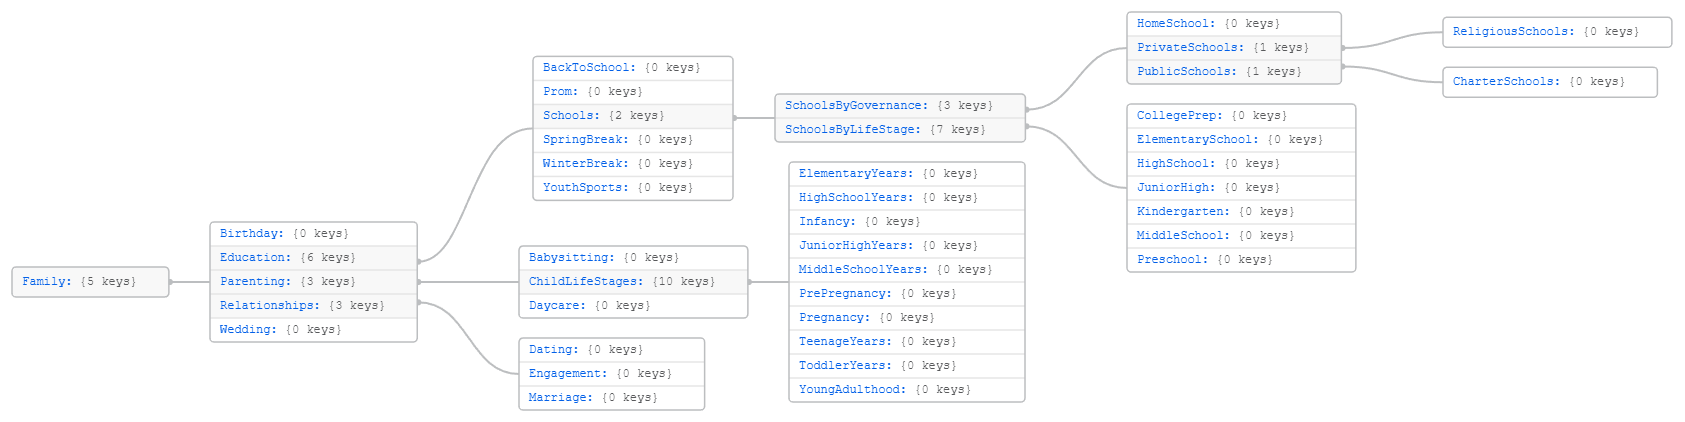 Family: {5 keys}
Birthday: {0 keys}
Education: {6 keys}
Parenting: {3 keys}
Relationships: {3 keys}
Wedding: {0 keys}
BackToSchool: {0 keys}
Prom: {0 keys}
Schools: {2 keys}
SpringBreak: {0 keys}
WinterBreak: {0 keys}
YouthSports: {0 keys}
Babysitting: {0 keys}
ChildLifeStages: {10 keys}
Daycare: {0 keys}
Dating: {0 keys}
Engagement: {0 keys}
Marriage: {0 keys}
SchoolsByGovernance: {3 keys}
SchoolsByLifeStage: {7 keys}
ElementaryYears: {0 keys}
HighSchoolYears: {0 keys}
Infancy: {0 keys}
JuniorHighYears: {0 keys}
MiddleSchoolYears: {0 keys}
PrePregnancy: {0 keys}
Pregnancy: {0 keys}
TeenageYears: {0 keys}
ToddlerYears: {0 keys}
YoungAdulthood: {0 keys}
HomeSchool: {0 keys}
PrivateSchools: {1 keys}
PublicSchools: {1 keys}
CollegePrep: {0 keys}
ElementarySchool: {0 keys}
HighSchool: {0 keys}
JuniorHigh: {0 keys}
Kindergarten: {0 keys}
MiddleSchool: {0 keys}
Preschool: {0 keys}
ReligiousSchools: {0 keys}
CharterSchools: {0 keys}